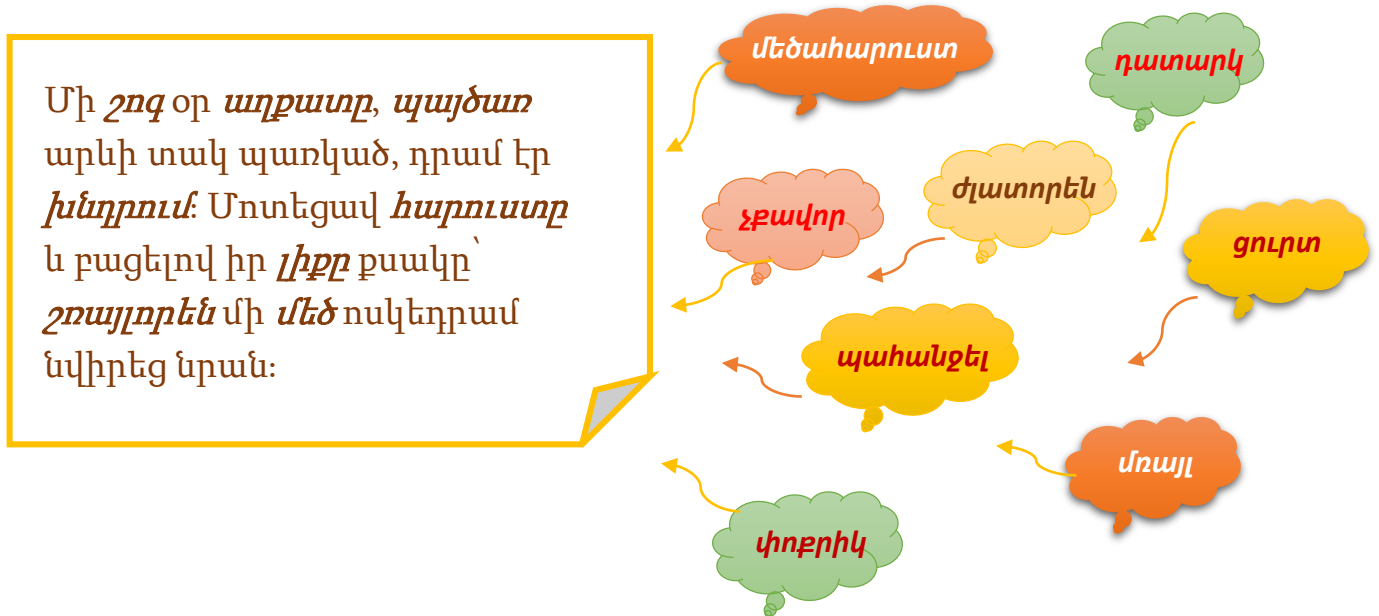 Մի շոգ օր աղքատը, պայծառ
արևի տակ պառկած, դրամ էր
խնդրում: Մոտեցավ հարուստը
և բացելով իր լիքը քսակը՝
շռայլորեն մի մեծ ոսկեդրամ
նվիրեց նրան։
մեծահարուստ
դատարկ
չքավոր
ժլատորեն
ցուրտ
պահանջել
մռայլ
փոքրիկ